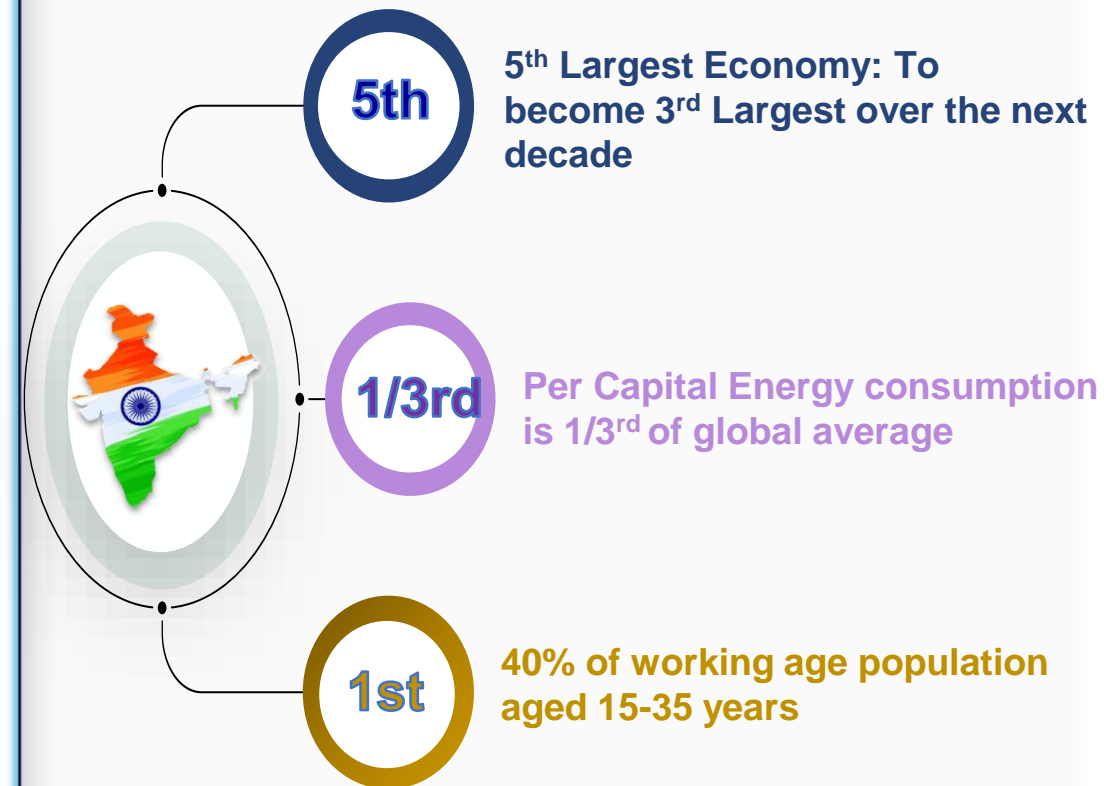 5th
5th Largest Economy: To
become 3rd Largest over the next
decade
1/3rd
Per Capital Energy consumption
is 1/3rd of global average
1st
40% of working age population
aged 15-35 years